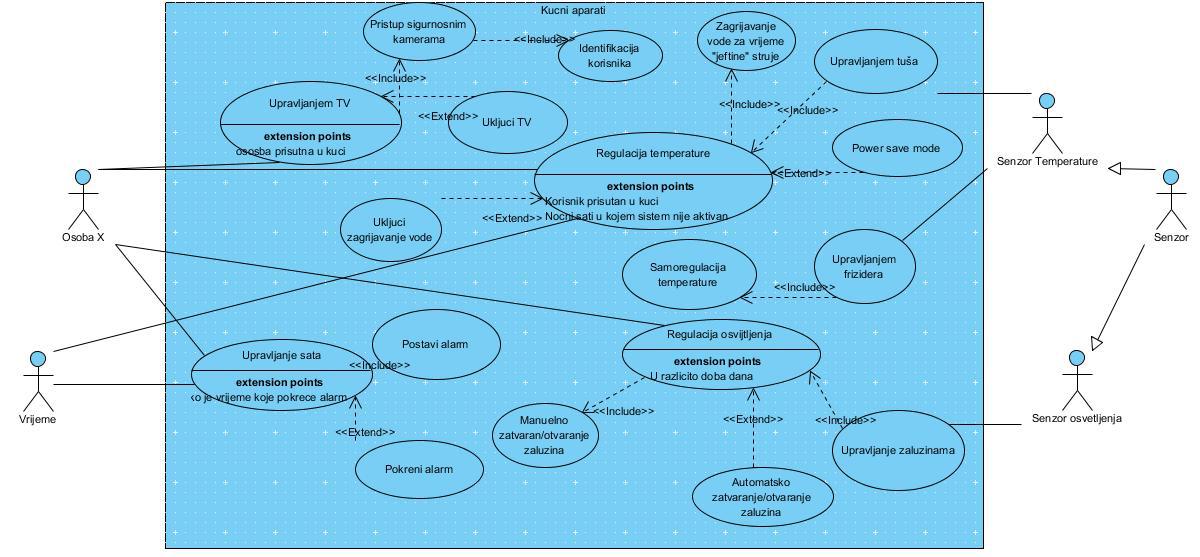 Kucni aparati
Pristup sigurnosnim
kamerama
<<Include>>
Identifikacija
korisnika
Zagrijavanje
vode za vrijeme
"jeftine" struje
Upravljanjem tuša
<<Include>>
Upravljanjem TV
extension points
ososba prisutna u kuci
<<Extend>>
Ukljuci TV
<<Include>>
<<Include>>
Regulacija temperature
extension points
Korisnik prisutan u kuci
Nocni sati u kojem sistem nije aktivan
Power save mode
<<Extend>>
Senzor Temperature
Osoba X
Ukljuci
zagrijavanje vode
<<Extend>>
Senzor
Samoregulacija
temperature
Upravljanjem
frizidera
<<Include>>
Postavi alarm
<<Include>>
Upravljanje sata
extension points
ko je vrijeme koje pokrece alarm
Regulacija osvijtljenja
extension points
U razlicito doba dana
Vrijeme
<<Extend>>
Pokreni alarm
<<Include>>
Manuelno
zatvaran/otvaranje
zaluzina
<<Extend>>
<<Include>>
Upravljanje zaluzinama
Senzor osvetljenja
Automatsko
zatvaranje/otvaranje
zaluzina